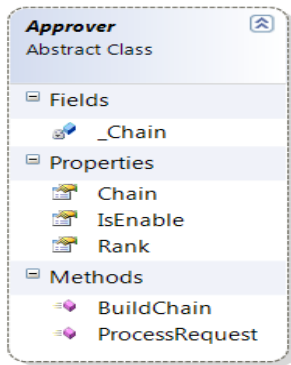 Approver
Abstract Class
Fields
_Chain
Properties
Chain
IsEnable
Rank
Methods
BuildChain
ProcessRequest